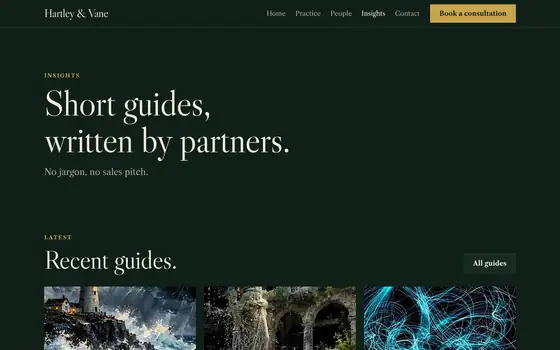 Hartley & Vane
Home Practice People Insights Contact Book a consultation
INSIGHTS
Short guides,
written by partners.
No jargon, no sales pitch.
LATEST
Recent guides.
All guides